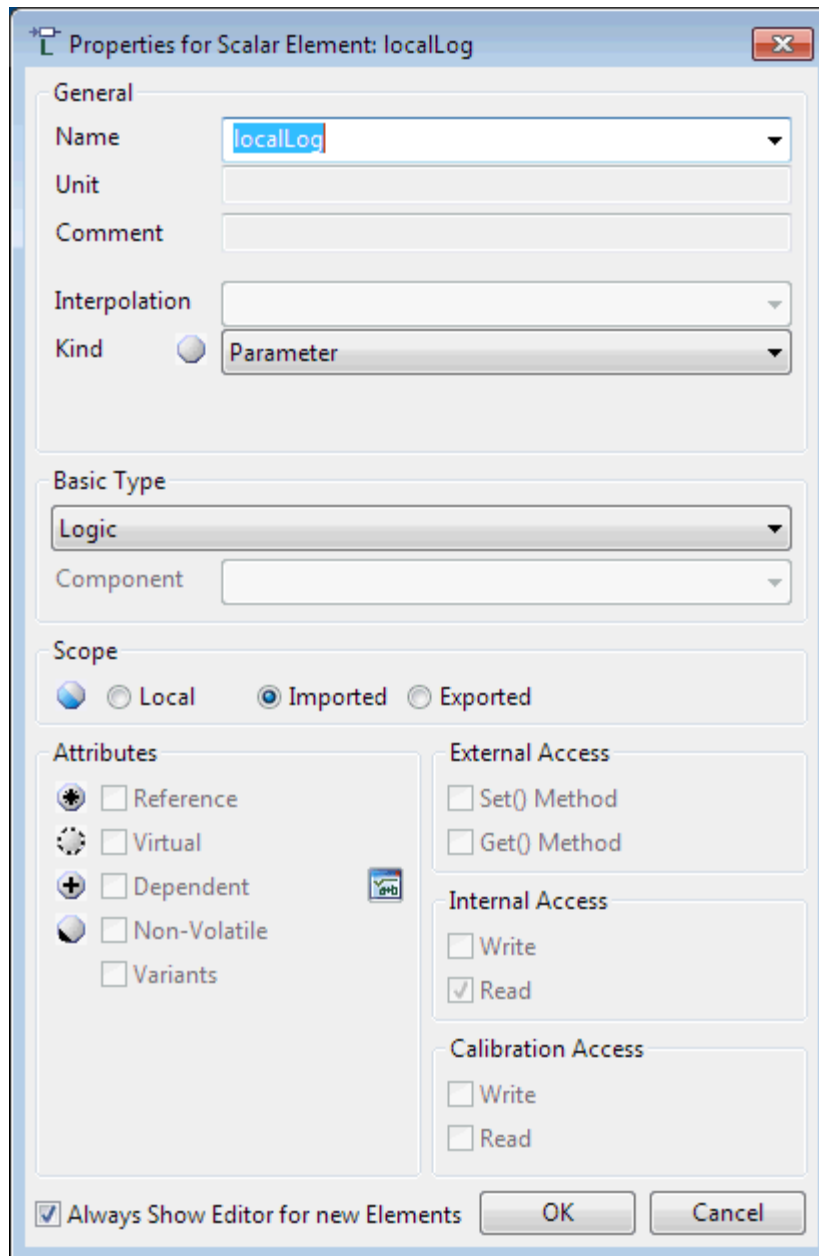 Properties for Scalar Element: localLog
General
Name localLog
Unit
Comment
Interpolation
Kind Parameter
Basic Type
Logic
Component
Scope
Local Imported Exported
Attributes
Reference
Virtual
Dependent
Non-Volatile
Variants
External Access
Set() Method
Get() Method
Internal Access
Write
Read
Calibration Access
Write
Read
Always Show Editor for new Elements OK Cancel